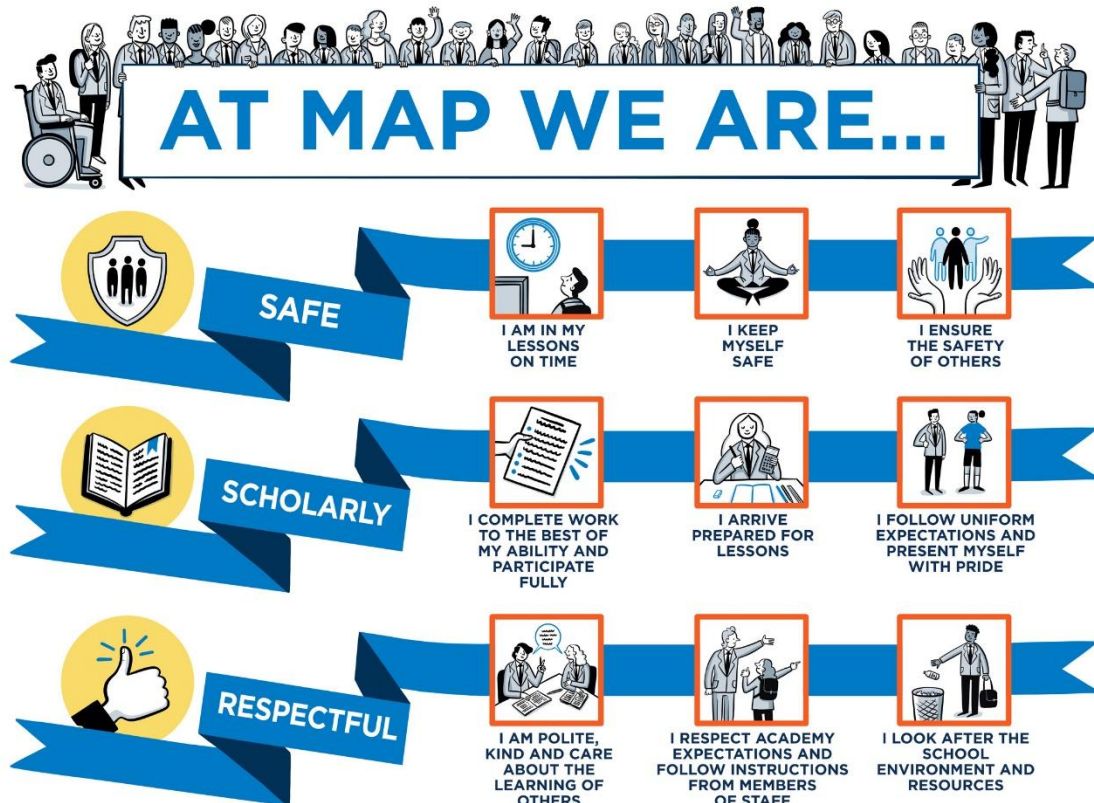 AT MAP WE ARE...
SAFE
I AM IN MY
LESSONS
ON TIME
I KEEP
MYSELF
SAFE
I ENSURE
THE SAFETY
OF OTHERS
SCHOLARLY
I COMPLETE WORK
TO THE BEST OF
MY ABILITY AND
PARTICIPATE
FULLY
I ARRIVE
PREPARED FOR
LESSONS
I FOLLOW UNIFORM
EXPECTATIONS AND
PRESENT MYSELF
WITH PRIDE
RESPECTFUL
I AM POLITE,
KIND AND CARE
ABOUT THE
LEARNING OF
OTHERS
I RESPECT ACADEMY
EXPECTATIONS AND
FOLLOW INSTRUCTIONS
FROM MEMBERS
OF STAFF
I LOOK AFTER THE
SCHOOL
ENVIRONMENT AND
RESOURCES